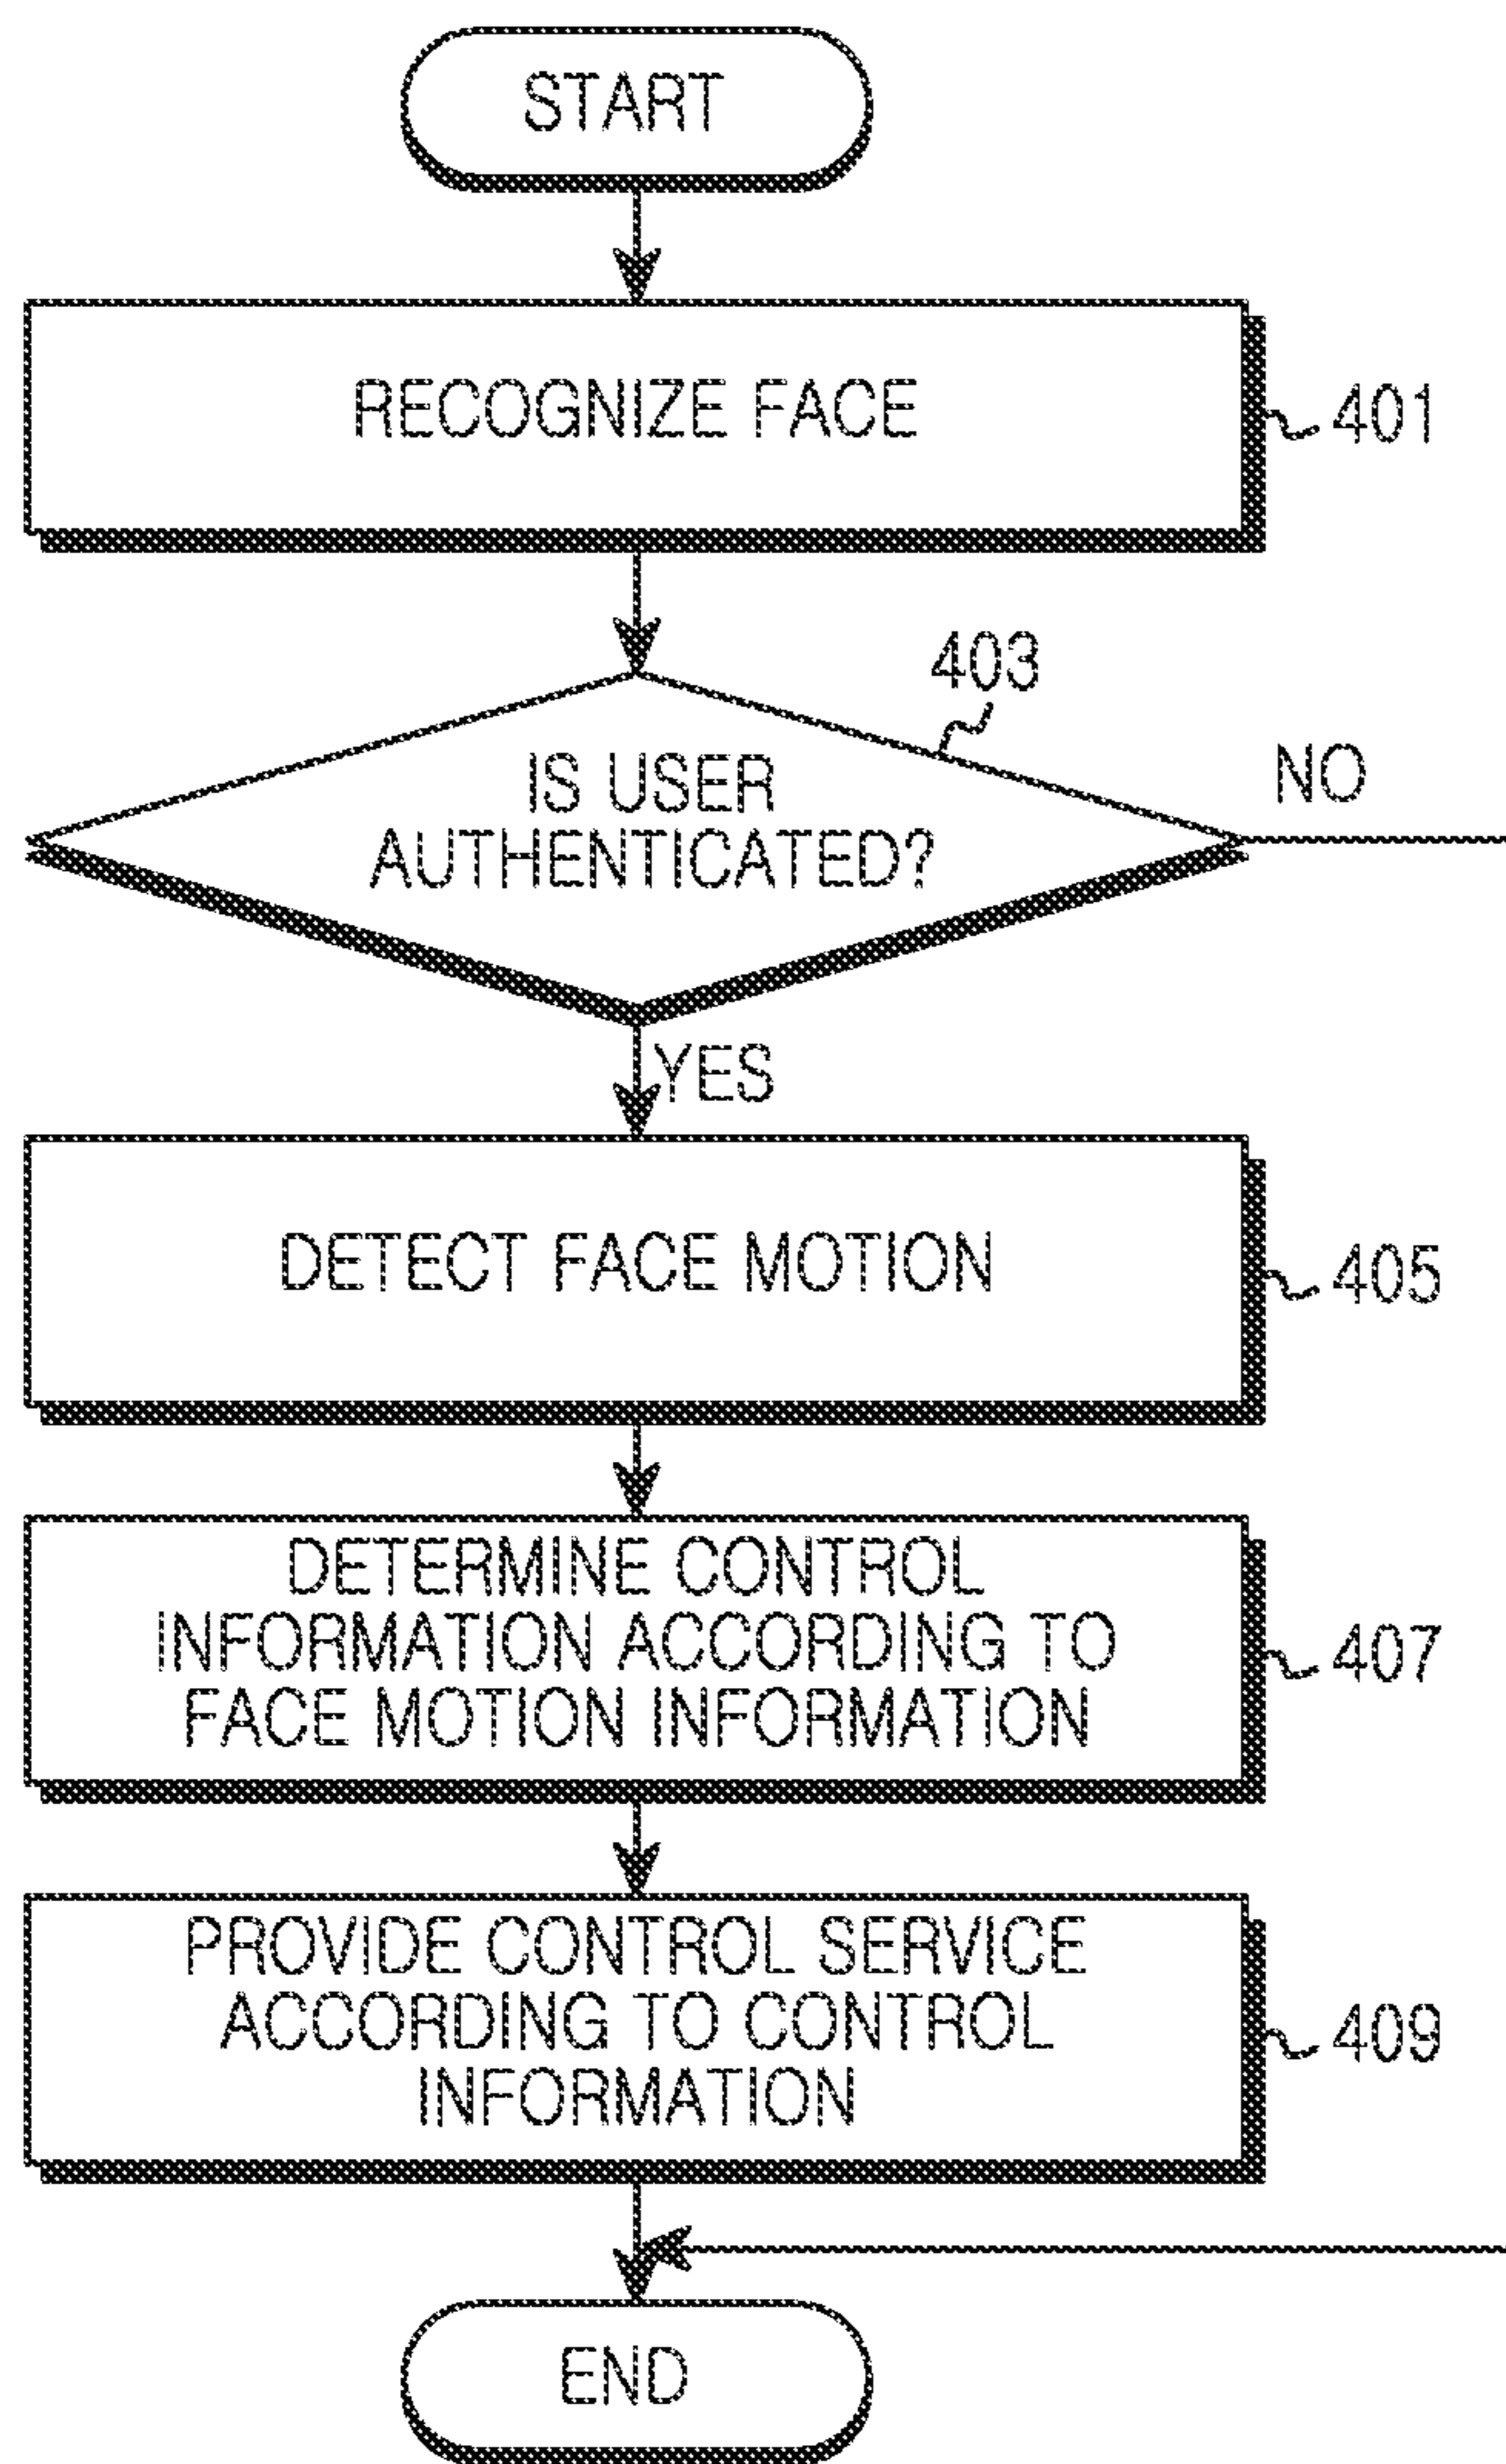 START
RECOGNIZE FACE
401
403
IS USER
AUTHENTICATED?
NO
YES
DETECT FACE MOTION
405
DETERMINE CONTROL
INFORMATION ACCORDING TO
FACE MOTION INFORMATION
407
PROVIDE CONTROL SERVICE
ACCORDING TO CONTROL
INFORMATION
409
END